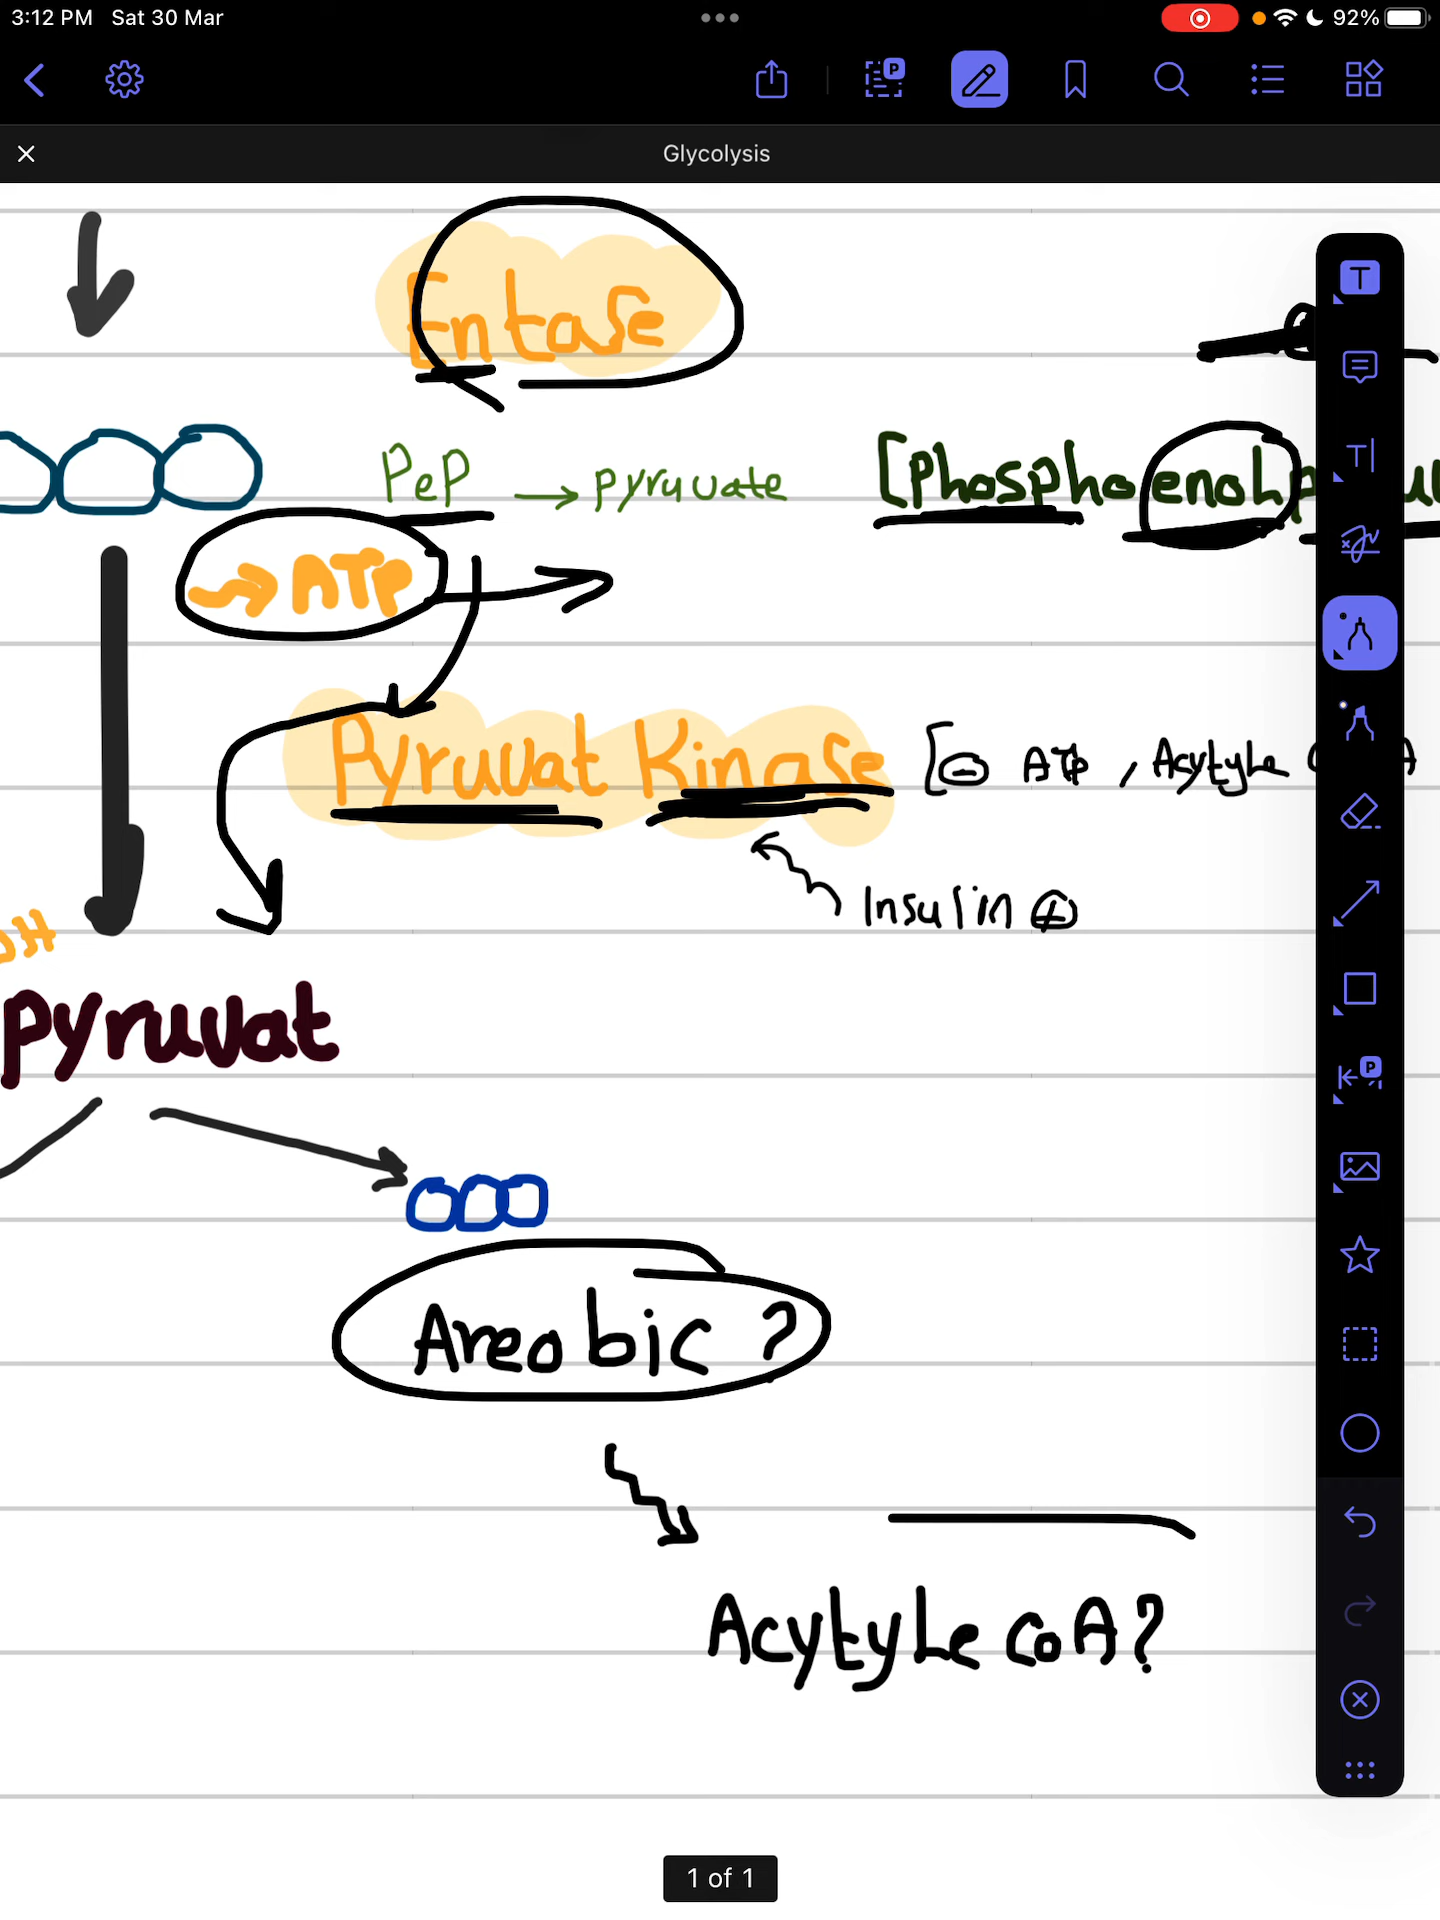 3:12 PM Sat 30 Mar
92%
P
Glycolysis
Entase
PeP → pyruvate [Phosphoenol
→ ATP
Pyruvat Kinase [⊖ ATP , Acytyle
Insulin ⊕
OH
pyruvat
Areobic ?
Acytyle CoA?
1 of 1